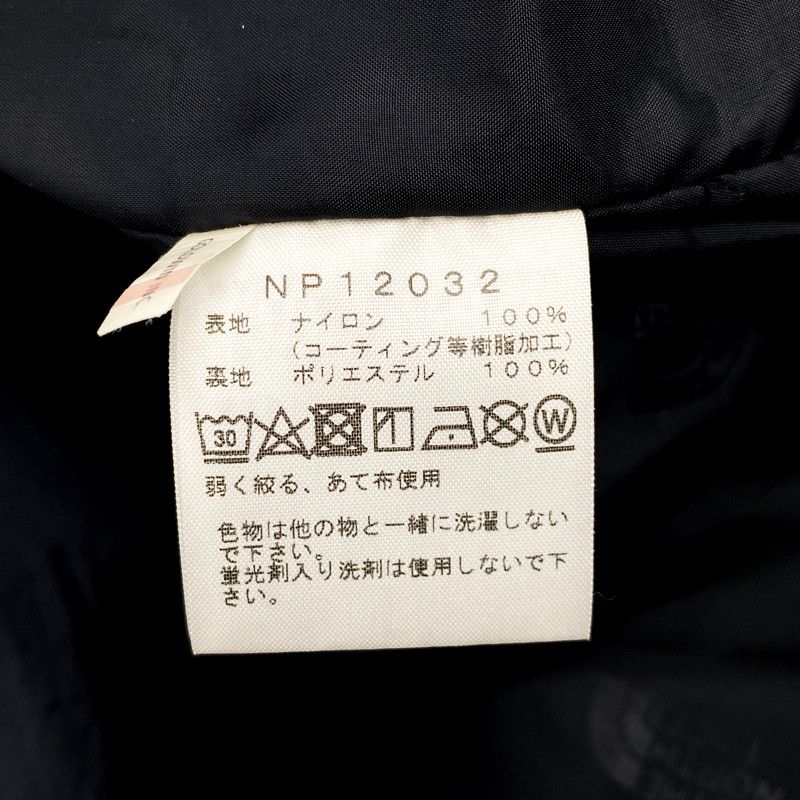 NP12032
表地 ナイロン 100%
(コーティング等樹脂加工)
裏地 ポリエステル 100%
30
W
弱く絞る、あて布使用
色物は他の物と一緒に洗濯しない
で下さい。
蛍光剤入り洗剤は使用しないで下
さい。